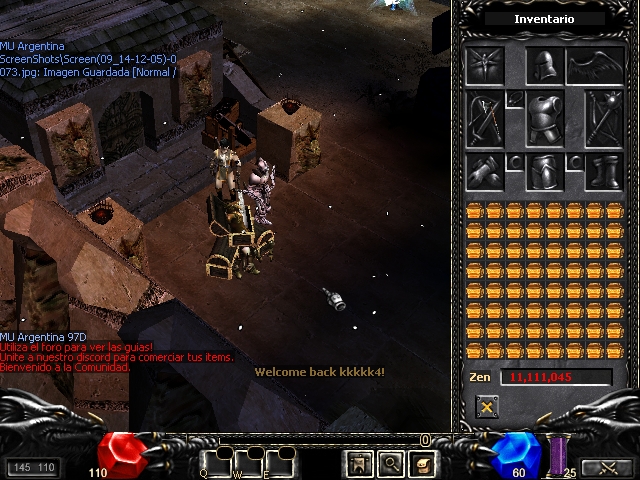 Inventario
MU Argentina
ScreenShots\Screen(09_14-12-05)-0
073.jpg: Imagen Guardada [Normal /
MU Argentina 97D
Utiliza el foro para ver las guias!
Unite a nuestro discord para comerciar tus items.
Bienvenido a la Comunidad.
Welcome back kkkkk4!
Zen 11,111,045
0
145 110
110
Q W E
60
25